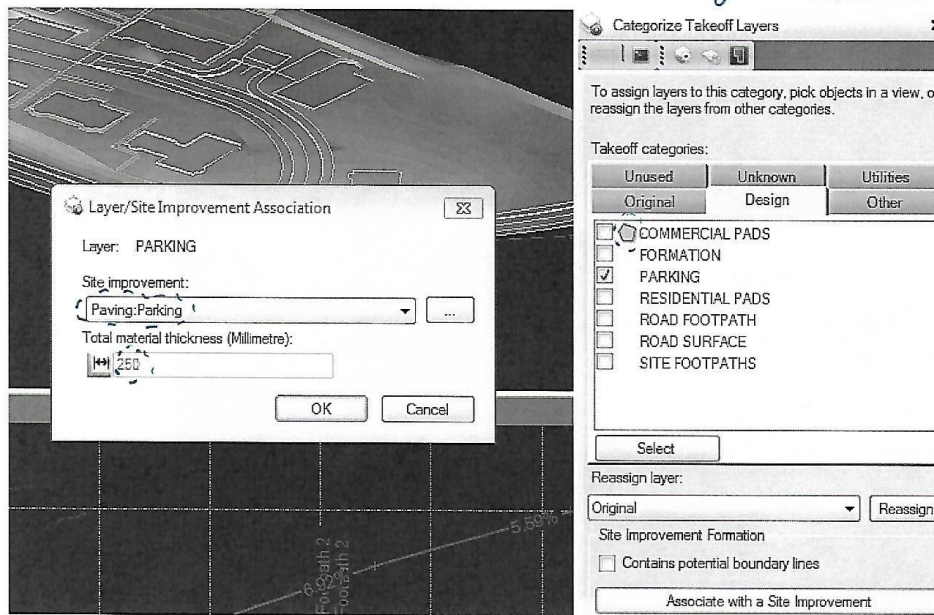 Categorize Takeoff Layers
To assign layers to this category, pick objects in a view, o
reassign the layers from other categories.
Takeoff categories:
Unused Unknown Utilities
Original Design Other
COMMERCIAL PADS
FORMATION
PARKING
RESIDENTIAL PADS
ROAD FOOTPATH
ROAD SURFACE
SITE FOOTPATHS
Select
Reassign layer:
Original Reassign
Site Improvement Formation
Contains potential boundary lines
Associate with a Site Improvement
Layer/Site Improvement Association
Layer: PARKING
Site improvement:
Paving:Parking ...
Total material thickness (Millimetre):
250
OK Cancel
5.59%
Footpath 2